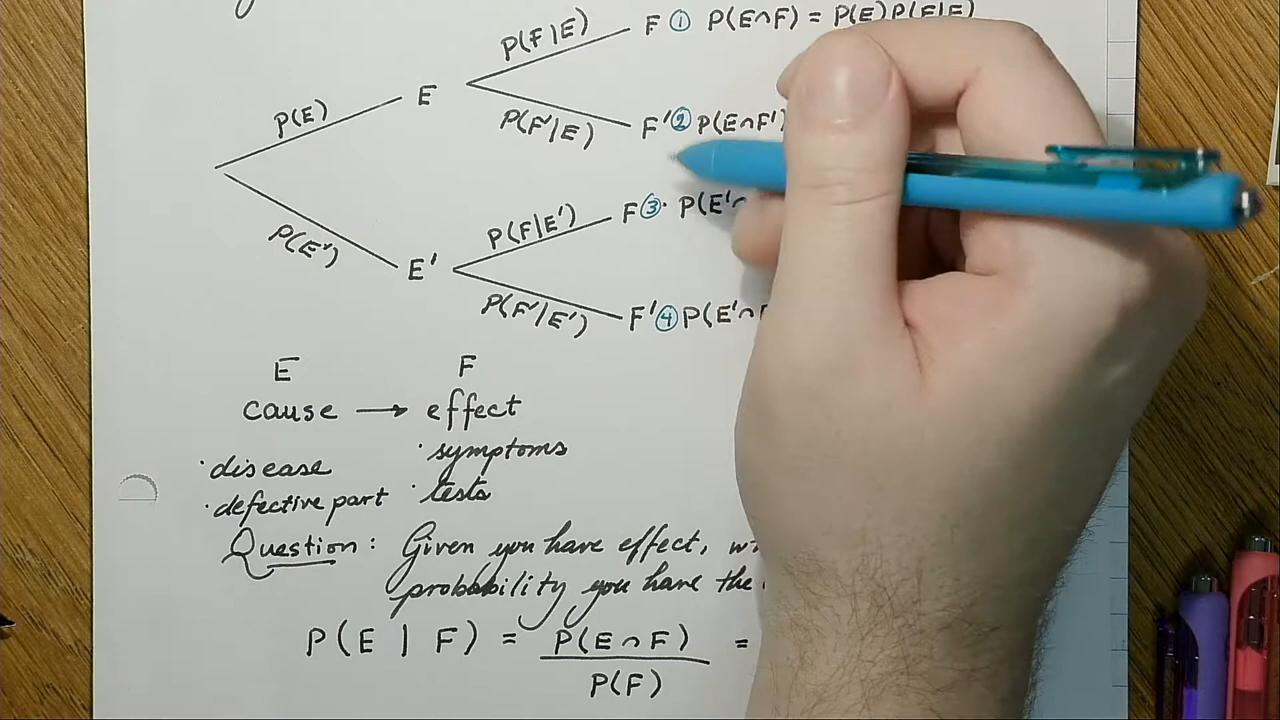 P(F|E) F ① P(E∩F) = P(E)P(F|E)
P(E) E
P(F'|E) F' ② P(E∩F')
P(E') E'
P(F|E') F ③ P(E'∩
P(F'|E') F' ④ P(E'∩
E F
cause → effect
· disease · symptoms
· defective part · tests
Question: Given you have effect,
probability you have the
P(E | F) = P(E∩F) =
P(F)